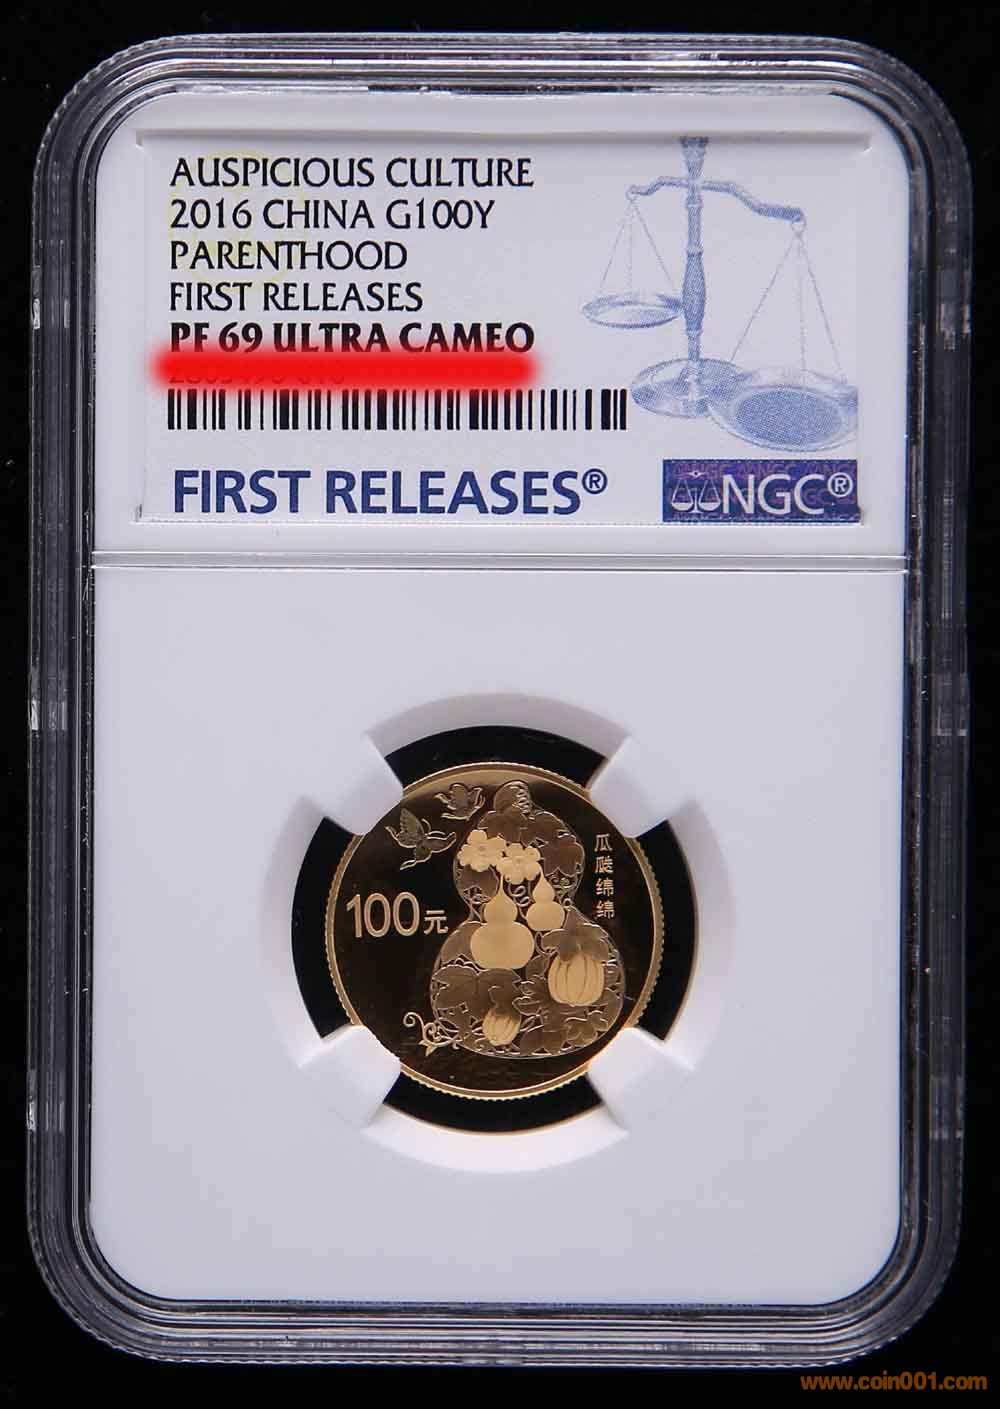 AUSPICIOUS CULTURE
2016 CHINA G100Y
PARENTHOOD
FIRST RELEASES
PF 69 ULTRA CAMEO
FIRST RELEASES®
NGC®
100元
瓜瓞绵绵
www.coin001.com